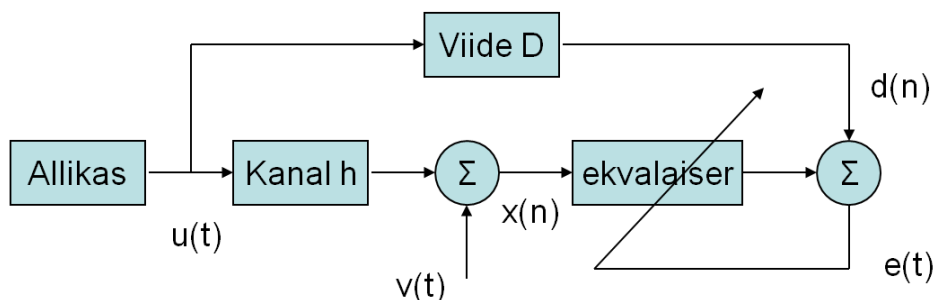 Viide D
d(n)
Allikas
Kanal h
Σ
ekvalaiser
Σ
x(n)
u(t)
v(t)
e(t)